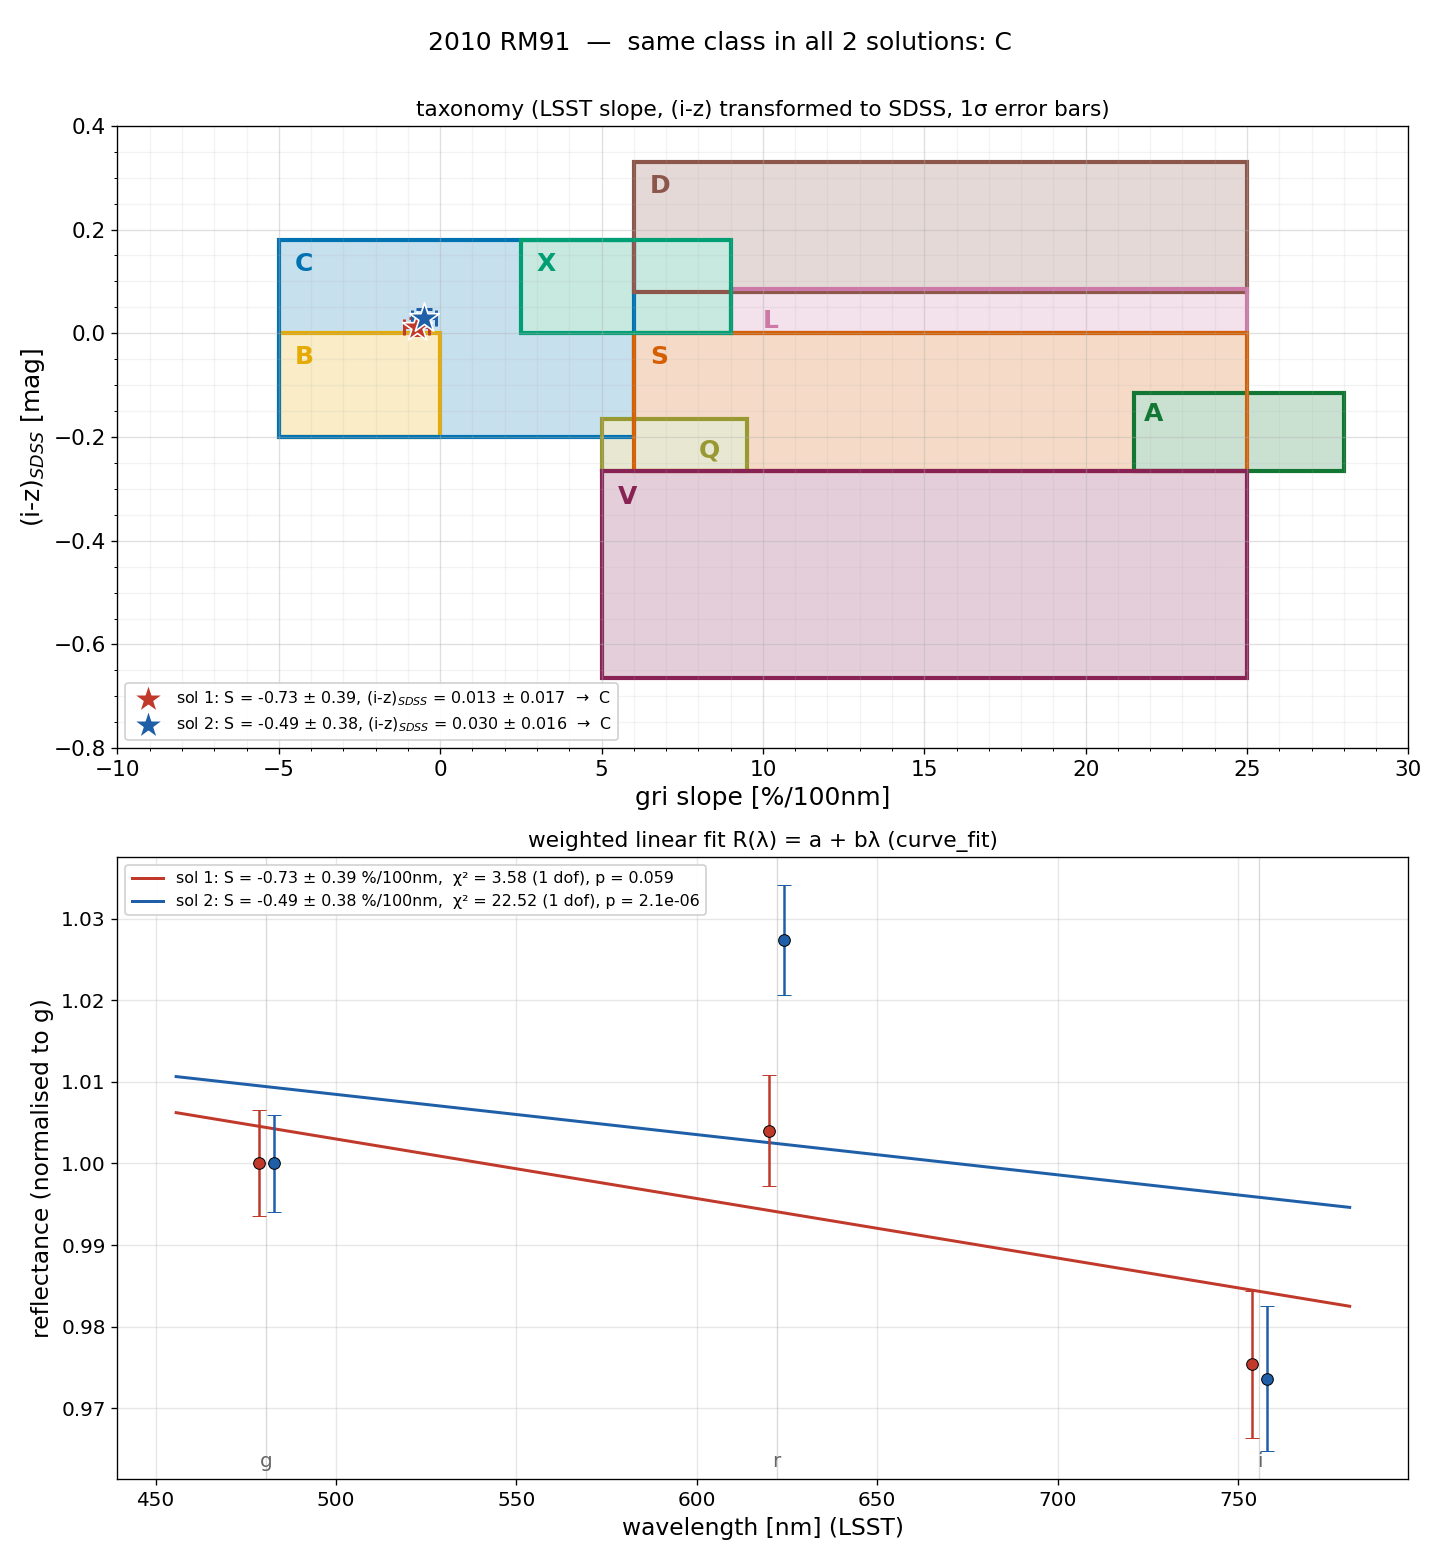 2010 RM91 — same class in all 2 solutions: C
taxonomy (LSST slope, (i-z) transformed to SDSS, 1σ error bars)
0.4
0.2
0.0
−0.2
−0.4
−0.6
−0.8
(i-z)SDSS [mag]
D
C
X
L
B
S
A
Q
V
sol 1: S = -0.73 ± 0.39, (i-z)SDSS = 0.013 ± 0.017 → C
sol 2: S = -0.49 ± 0.38, (i-z)SDSS = 0.030 ± 0.016 → C
−10 −5 0 5 10 15 20 25 30
gri slope [%/100nm]
weighted linear fit R(λ) = a + bλ (curve_fit)
sol 1: S = -0.73 ± 0.39 %/100nm, χ² = 3.58 (1 dof), p = 0.059
sol 2: S = -0.49 ± 0.38 %/100nm, χ² = 22.52 (1 dof), p = 2.1e-06
1.03
1.02
1.01
1.00
0.99
0.98
0.97
reflectance (normalised to g)
g r i
450 500 550 600 650 700 750
wavelength [nm] (LSST)